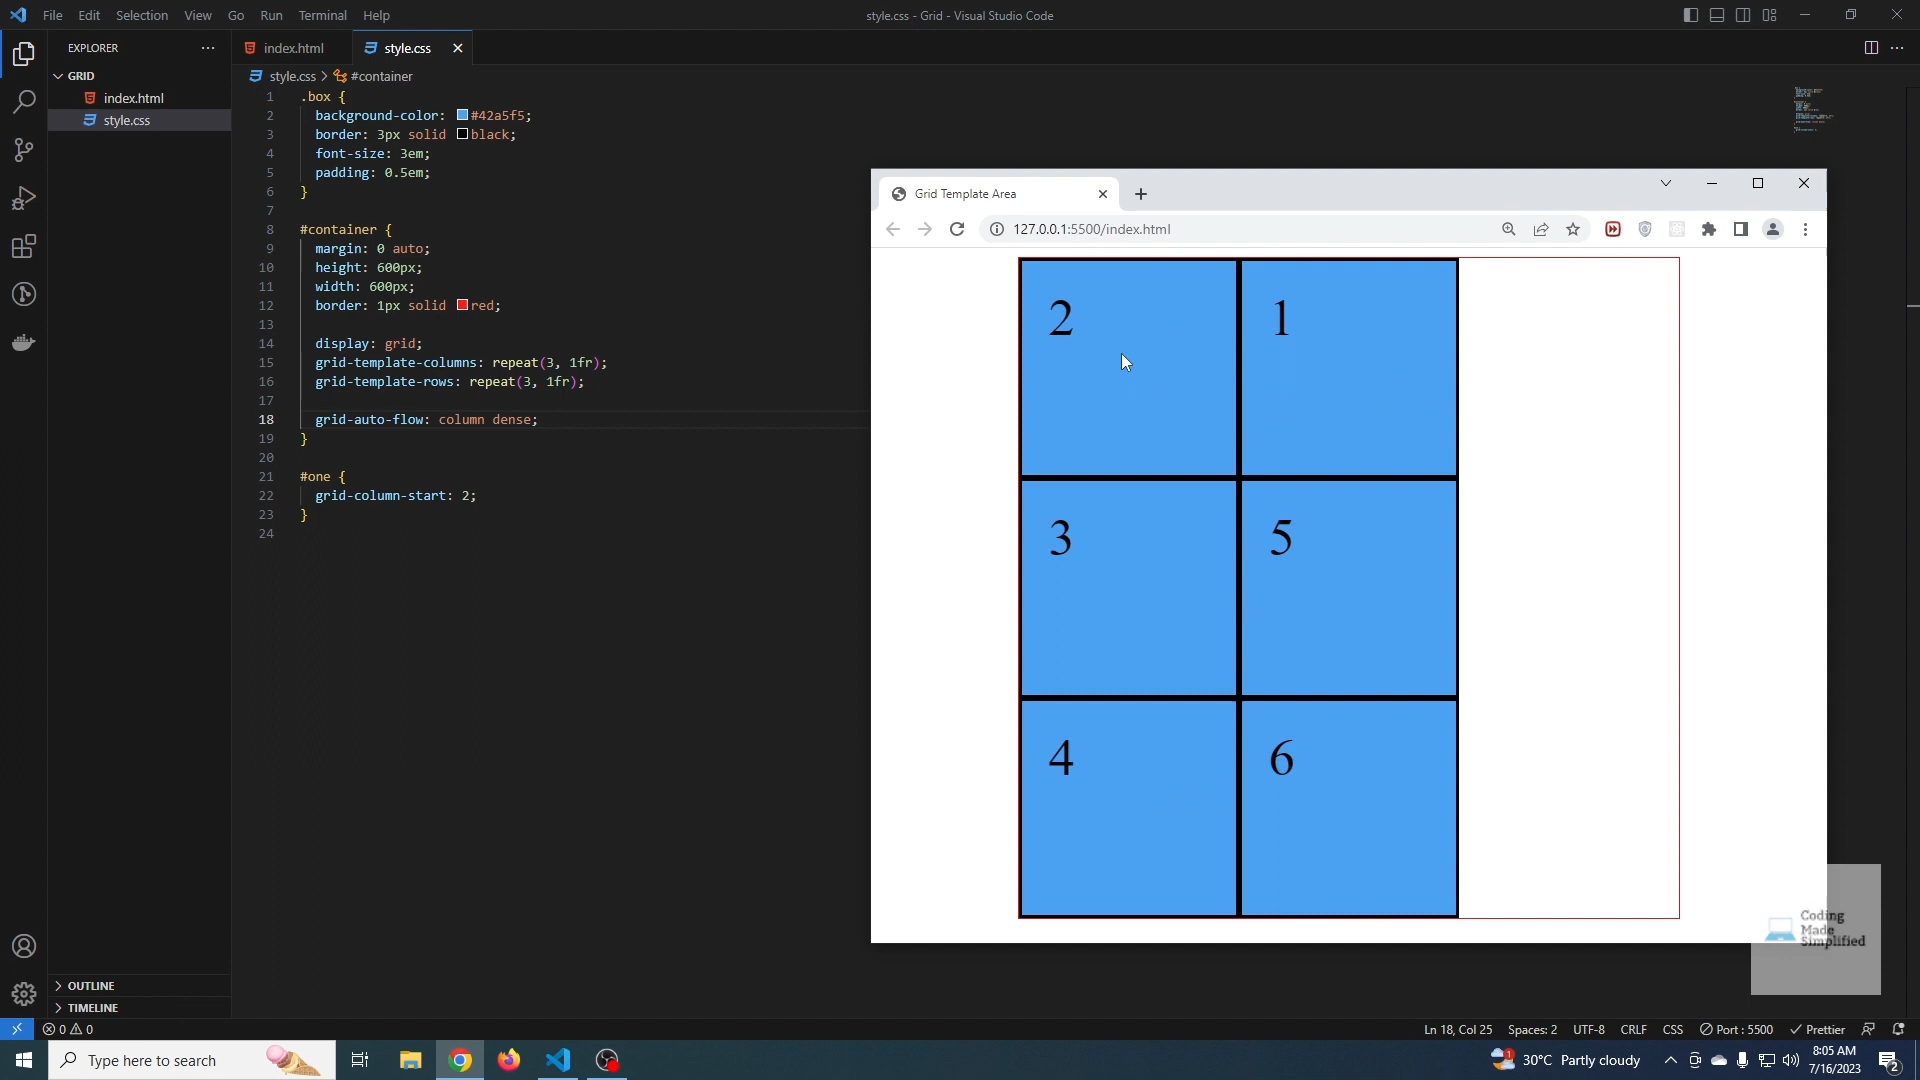 File Edit Selection View Go Run Terminal Help
style.css - Grid - Visual Studio Code
EXPLORER
GRID
index.html
style.css
index.html
style.css
style.css > #container
1 .box {
2 background-color: #42a5f5;
3 border: 3px solid black;
4 font-size: 3em;
5 padding: 0.5em;
6 }
7
8 #container {
9 margin: 0 auto;
10 height: 600px;
11 width: 600px;
12 border: 1px solid red;
13
14 display: grid;
15 grid-template-columns: repeat(3, 1fr);
16 grid-template-rows: repeat(3, 1fr);
17
18 grid-auto-flow: column dense;
19 }
20
21 #one {
22 grid-column-start: 2;
23 }
24
Grid Template Area
127.0.0.1:5500/index.html
2 1
3 5
4 6
Coding
Made
Simplified
OUTLINE
TIMELINE
0 0
Ln 18, Col 25 Spaces: 2 UTF-8 CRLF CSS Port : 5500 Prettier
Type here to search
1
30°C Partly cloudy
8:05 AM
7/16/2023
2